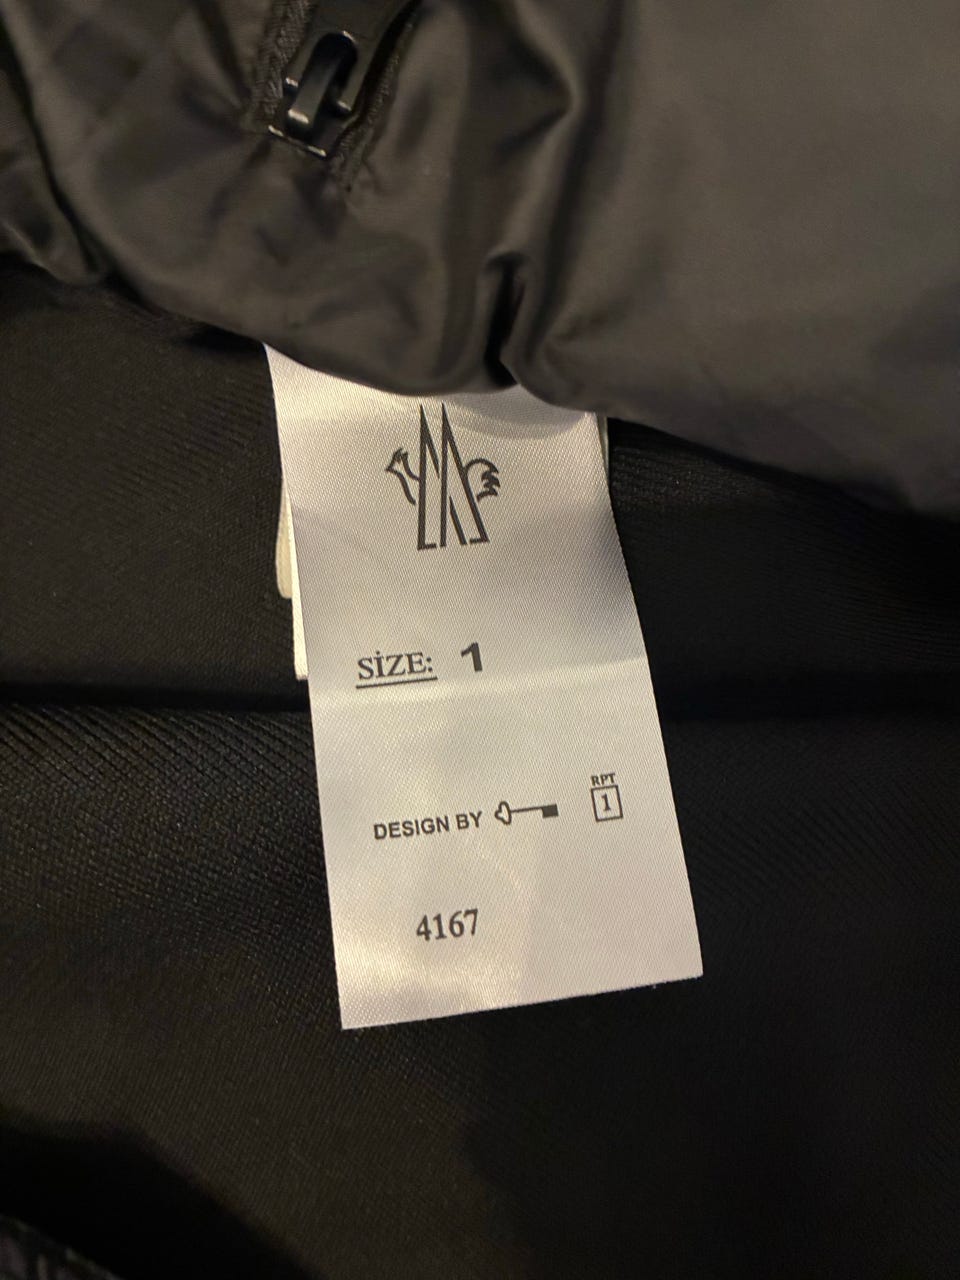 SİZE: 1
RPT
DESIGN BY 1
4167